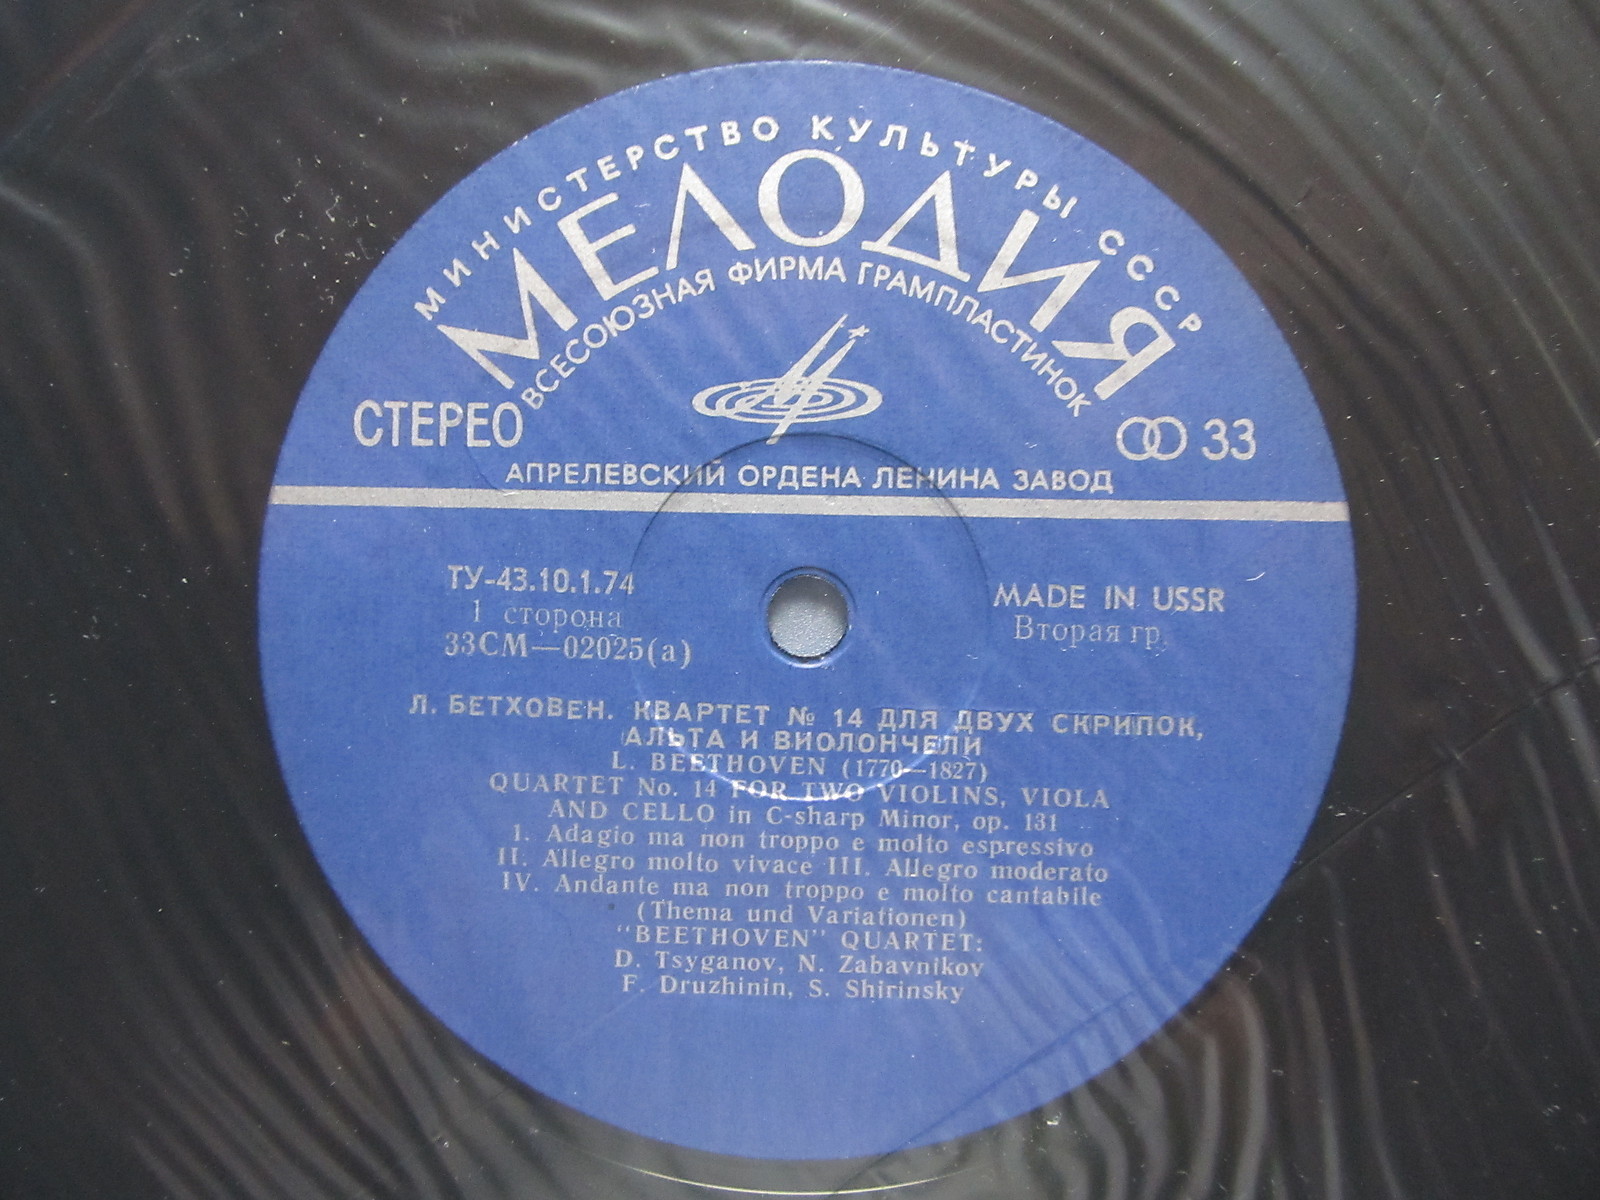 МИНИСТЕРСТВО КУЛЬТУРЫ СССР
МЕЛОДИЯ
ВСЕСОЮЗНАЯ ФИРМА ГРАМПЛАСТИНОК
СТЕРЕО 33
АПРЕЛЕВСКИЙ ОРДЕНА ЛЕНИНА ЗАВОД
ТУ-43.10.1.74
1 сторона
33СМ—02025(а)
MADE IN USSR
Вторая гр.
Л. БЕТХОВЕН. КВАРТЕТ № 14 ДЛЯ ДВУХ СКРИПОК,
АЛЬТА И ВИОЛОНЧЕЛИ
L. BEETHOVEN (1770—1827)
QUARTET No. 14 FOR TWO VIOLINS, VIOLA
AND CELLO in C-sharp Minor, op. 131
I. Adagio ma non troppo e molto espressivo
II. Allegro molto vivace III. Allegro moderato
IV. Andante ma non troppo e molto cantabile
(Thema und Variationen)
"BEETHOVEN" QUARTET:
D. Tsyganov, N. Zabavnikov
F. Druzhinin, S. Shirinsky